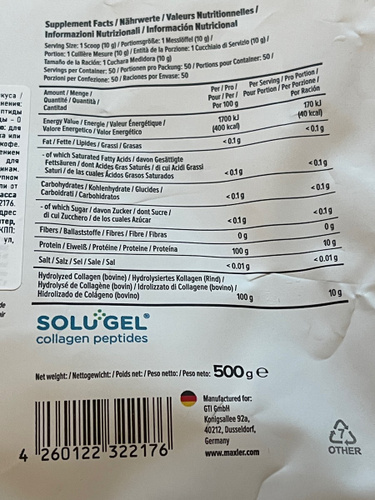 Supplement Facts / Nährwerte / Valeurs Nutritionnelles /
Informazioni Nutrizionali / Información Nutricional
Serving Size: 1 Scoop (10 g) / Portionsgröße: 1 Messlöffel (10 g) /
Portion: 1 Cuillère Mesure (10 g) / Entità de la Porzione: 1 Cucchiaio di Servizio (10 g) /
Tamaño de la Ración: 1 Cuchara Medidora (10 g)
Servings per Container: 50 / Portionen pro Packung: 50 / Portions pour Container: 50 /
Porzioni per Confezione: 50 / Raciones por Envase: 50
Amount / Menge / Quantité / Quantità / Cantitad
Per / Pro / Pour / Per / Por 100 g
Per Serving / Pro Portion / Pour Portion / Per Porzione / Por Ración
Energy Value / Energie / Valeur Énergétique / 1700 kJ 170 kJ
Valore Energetico / Valor Energético (400 kcal) (40 kcal)
Fat / Fette / Lipides / Grassi / Grasas <0.1 g <0.1 g
- of which Saturated Fatty Acids / davon Gesättigte
Fettsäuren / dont Acides Gras Saturés / di cui Acidi Grassi
Saturi / de las cuales Ácidos Grasos Saturados <0.1 g <0.1 g
Carbohydrates / Kohlenhydrate / Glucides /
Carboidrati / Carbohidratos <0.1 g <0.1 g
- of which Sugar / davon Zucker / dont Sucre /
di cui Zucchero / de los cuales Azúcar <0.1 g <0.1 g
Fibers / Ballaststoffe / Fibres / Fibre / Fibras 0 g 0 g
Protein / Eiweiß / Protéine / Proteine / Proteína 100 g 10 g
Salt / Salz / Sel / Sale / Sal <0.01 g <0.01 g
Hydrolyzed Collagen (bovine) / Hydrolysiertes Kollagen (Rind) /
Hydrolysé de Collagène (bovin) / Idrolizzato di Collagene (bovino) /
Hidrolizado de Colágeno (bovino) 100 g 10 g
SOLUGEL®
collagen peptides
Net weight: / Nettogewicht: / Poids net: / Peso netto: / Peso neto: 500 g e
Manufactured for:
GTI GmbH
Königsallee 92a,
40212, Dusseldorf,
Germany
www.maxler.com
4 260122 322176
7
OTHER